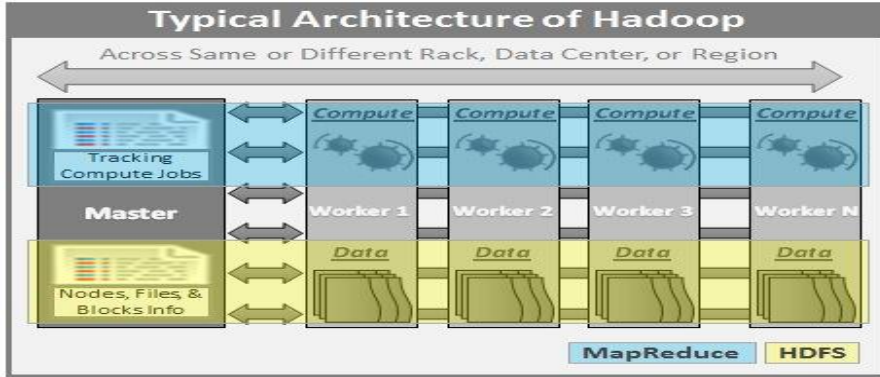 Typical Architecture of Hadoop
Across Same or Different Rack, Data Center, or Region
Compute Compute Compute Compute
Tracking
Compute Jobs
Master Worker 1 Worker 2 Worker 3 Worker N
Data Data Data Data
Nodes, Files, &
Blocks Info
MapReduce HDFS